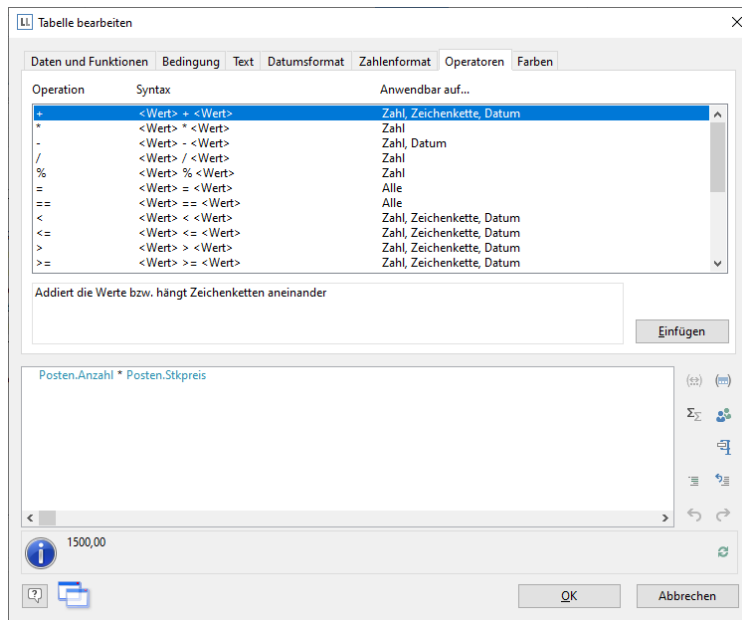 LL Tabelle bearbeiten
Daten und Funktionen Bedingung Text Datumsformat Zahlenformat Operatoren Farben
Operation Syntax Anwendbar auf...
+ <Wert> + <Wert> Zahl, Zeichenkette, Datum
* <Wert> * <Wert> Zahl
- <Wert> - <Wert> Zahl, Datum
/ <Wert> / <Wert> Zahl
% <Wert> % <Wert> Zahl
= <Wert> = <Wert> Alle
== <Wert> == <Wert> Alle
< <Wert> < <Wert> Zahl, Zeichenkette, Datum
<= <Wert> <= <Wert> Zahl, Zeichenkette, Datum
> <Wert> > <Wert> Zahl, Zeichenkette, Datum
>= <Wert> >= <Wert> Zahl, Zeichenkette, Datum
Addiert die Werte bzw. hängt Zeichenketten aneinander
Einfügen
Posten.Anzahl * Posten.Stkpreis
1500,00
OK Abbrechen